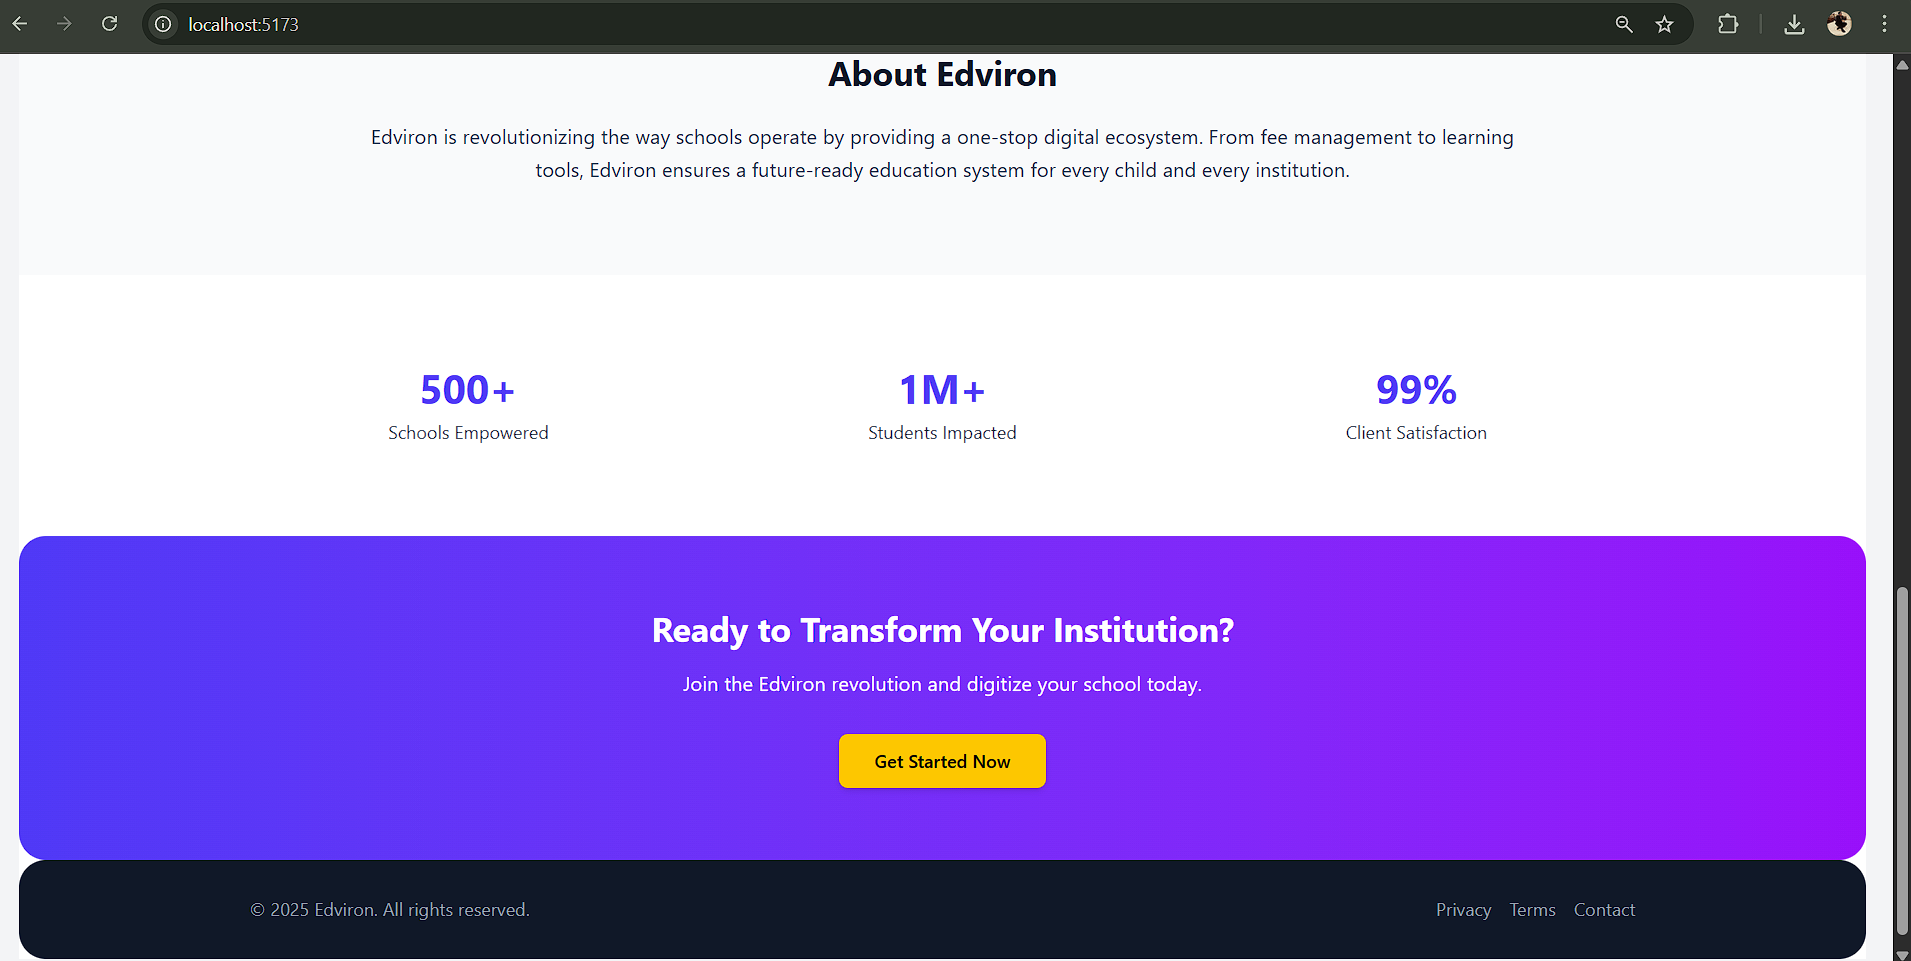 localhost:5173
About Edviron
Edviron is revolutionizing the way schools operate by providing a one-stop digital ecosystem. From fee management to learning
tools, Edviron ensures a future-ready education system for every child and every institution.
500+
1M+
99%
Schools Empowered
Students Impacted
Client Satisfaction
Ready to Transform Your Institution?
Join the Edviron revolution and digitize your school today.
Get Started Now
© 2025 Edviron. All rights reserved.
Privacy Terms Contact